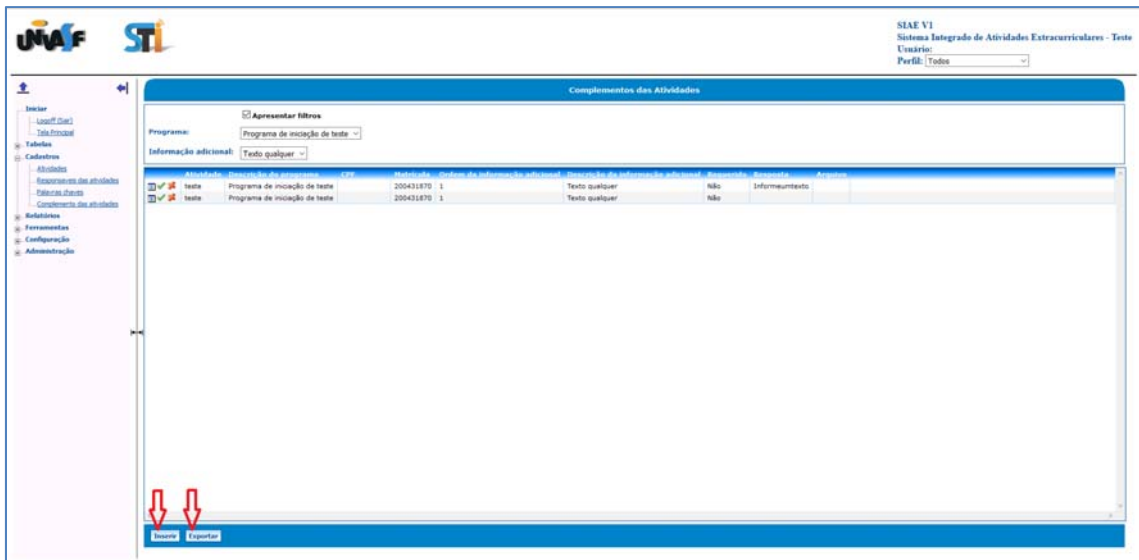 UNIVASF STI
SIAE V1
Sistema Integrado de Atividades Extracurriculares - Teste
Usuário:
Perfil: Todos
Iniciar
Logoff (Sair)
Tela Principal
Tabelas
Cadastros
Atividades
Responsaveis das atividades
Palavras chaves
Complemento das atividades
Relatórios
Ferramentas
Configuração
Administração
Complementos das Atividades
Apresentar filtros
Programa: Programa de iniciação de teste
Informação adicional: Texto qualquer
Atividade Descrição do programa CPF Matrícula Ordem da informação adicional Descrição da informação adicional Requerido Resposta Arquivo
teste Programa de iniciação de teste 200431870 1 Texto qualquer Não Informeumtexto
teste Programa de iniciação de teste 200431870 1 Texto qualquer Não
Inserir Exportar